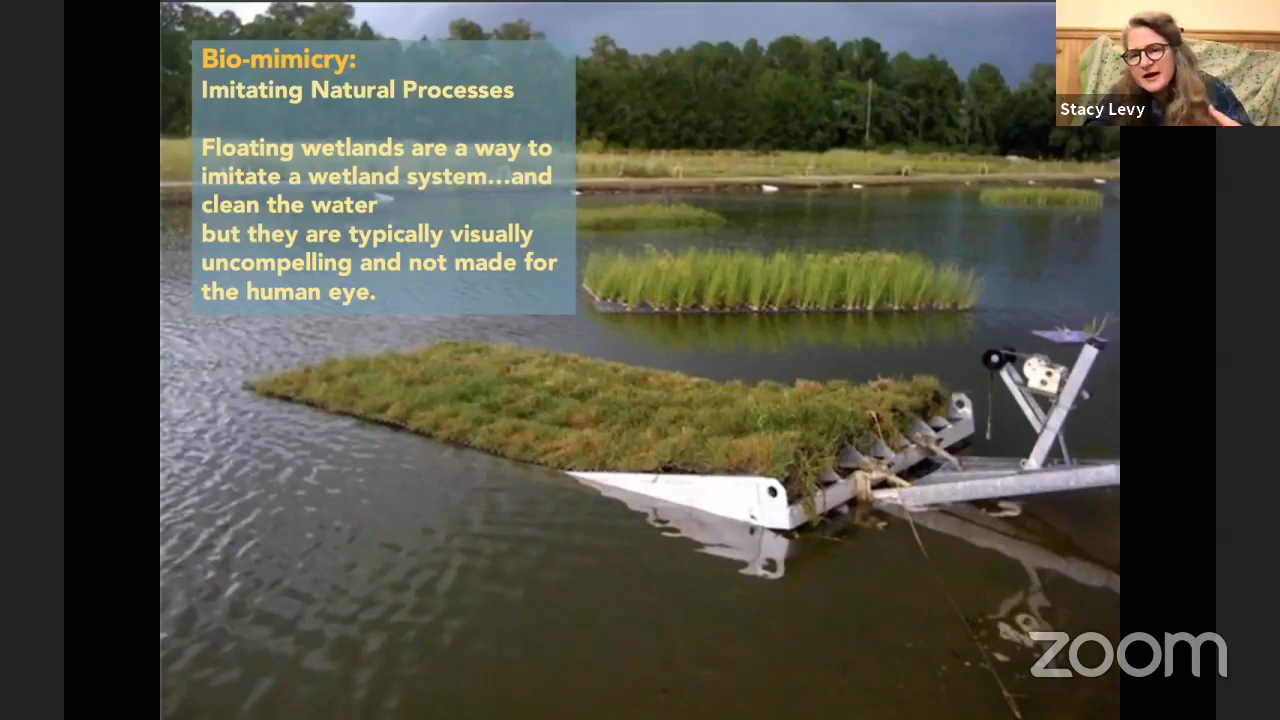 Bio-mimicry:
Imitating Natural Processes
Floating wetlands are a way to
imitate a wetland system...and
clean the water
but they are typically visually
uncompelling and not made for
the human eye.
Stacy Levy
zoom